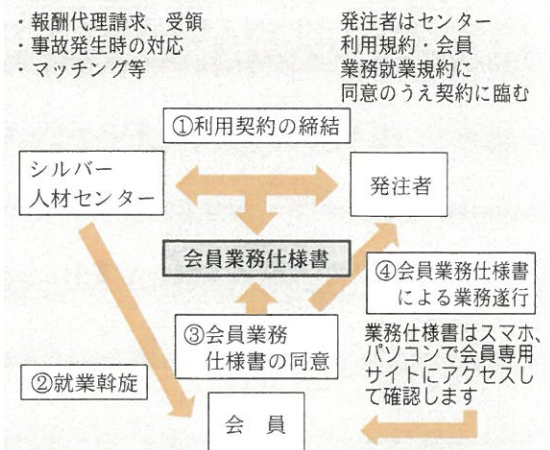 ・報酬代理請求、受領
・事故発生時の対応
・マッチング等
発注者はセンター
利用規約・会員
業務就業規約に
同意のうえ契約に臨む
①利用契約の締結
シルバー
人材センター
発注者
会員業務仕様書
④会員業務仕様書
による業務遂行
③会員業務
仕様書の同意
業務仕様書はスマホ、
パソコンで会員専用
サイトにアクセスし
て確認します
②就業斡旋
会　員